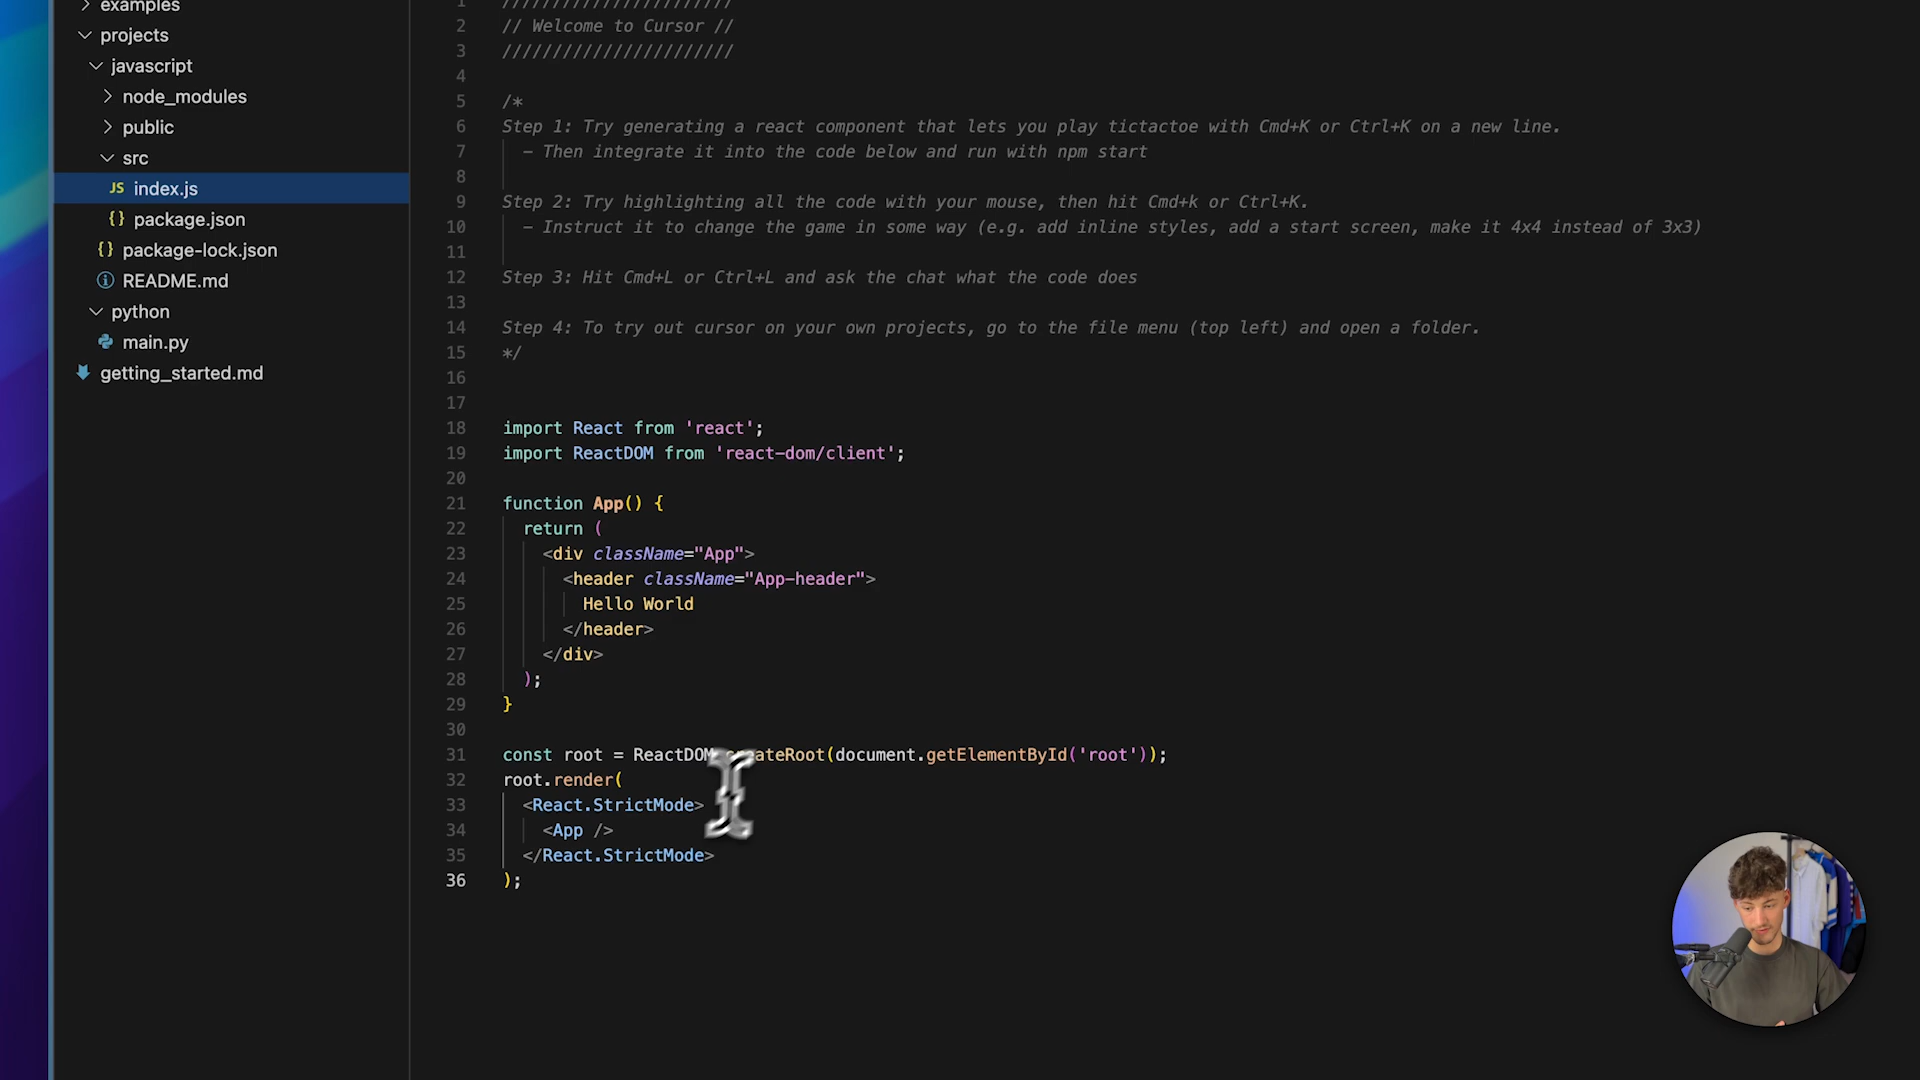 examples
projects
javascript
node_modules
public
src
JS index.js
{} package.json
{} package-lock.json
README.md
python
main.py
getting_started.md
1 ///////////////////////
2 // Welcome to Cursor //
3 ///////////////////////
4
5 /*
6 Step 1: Try generating a react component that lets you play tictactoe with Cmd+K or Ctrl+K on a new line.
7 - Then integrate it into the code below and run with npm start
8
9 Step 2: Try highlighting all the code with your mouse, then hit Cmd+k or Ctrl+K.
10 - Instruct it to change the game in some way (e.g. add inline styles, add a start screen, make it 4x4 instead of 3x3)
11
12 Step 3: Hit Cmd+L or Ctrl+L and ask the chat what the code does
13
14 Step 4: To try out cursor on your own projects, go to the file menu (top left) and open a folder.
15 */
16
17
18 import React from 'react';
19 import ReactDOM from 'react-dom/client';
20
21 function App() {
22 return (
23 <div className="App">
24 <header className="App-header">
25 Hello World
26 </header>
27 </div>
28 );
29 }
30
31 const root = ReactDOM.createRoot(document.getElementById('root'));
32 root.render(
33 <React.StrictMode>
34 <App />
35 </React.StrictMode>
36 );